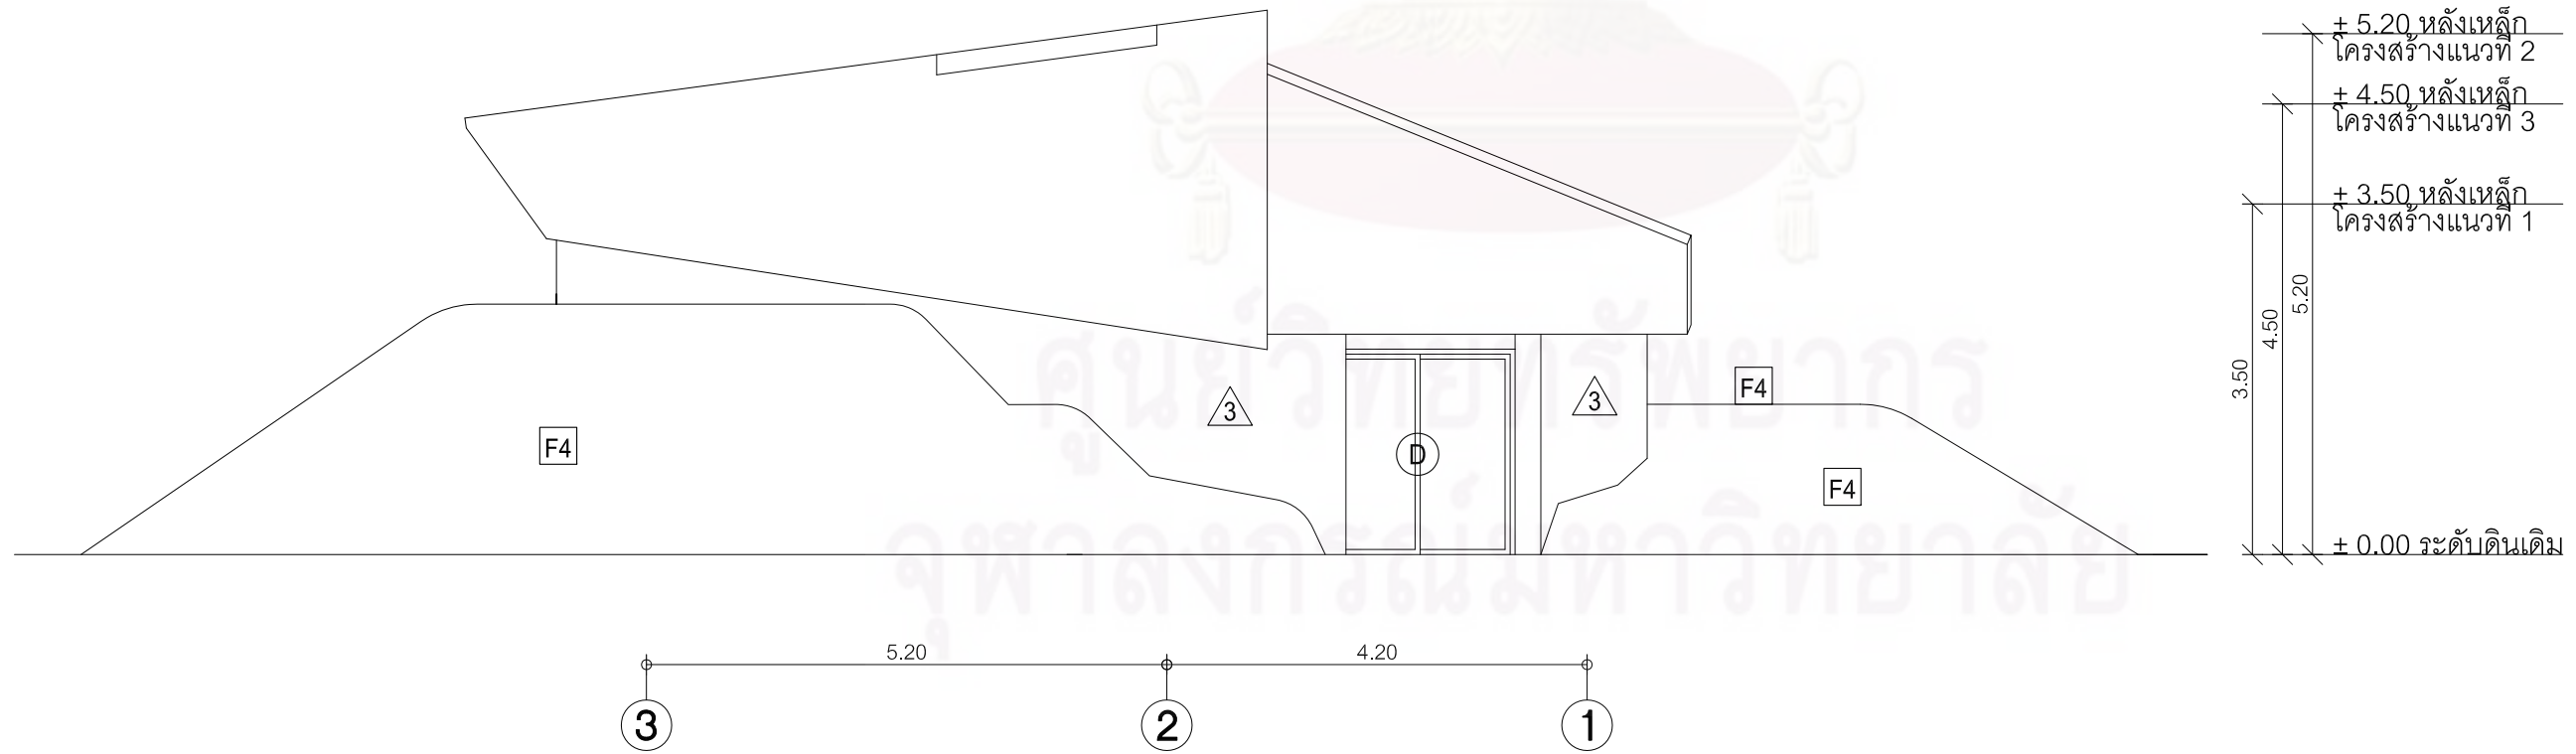 ± 5.20 หลังเหล็ก
โครงสร้างแนวที่ 2
± 4.50 หลังเหล็ก
โครงสร้างแนวที่ 3
± 3.50 หลังเหล็ก
โครงสร้างแนวที่ 1
5.20
4.50
3.50
3
3
F4
D
F4
F4
ศูนย์วิทยทรัพยากร
จุฬาลงกรณ์มหาวิทยาลัย
± 0.00 ระดับดินเดิม
5.20
4.20
3
2
1